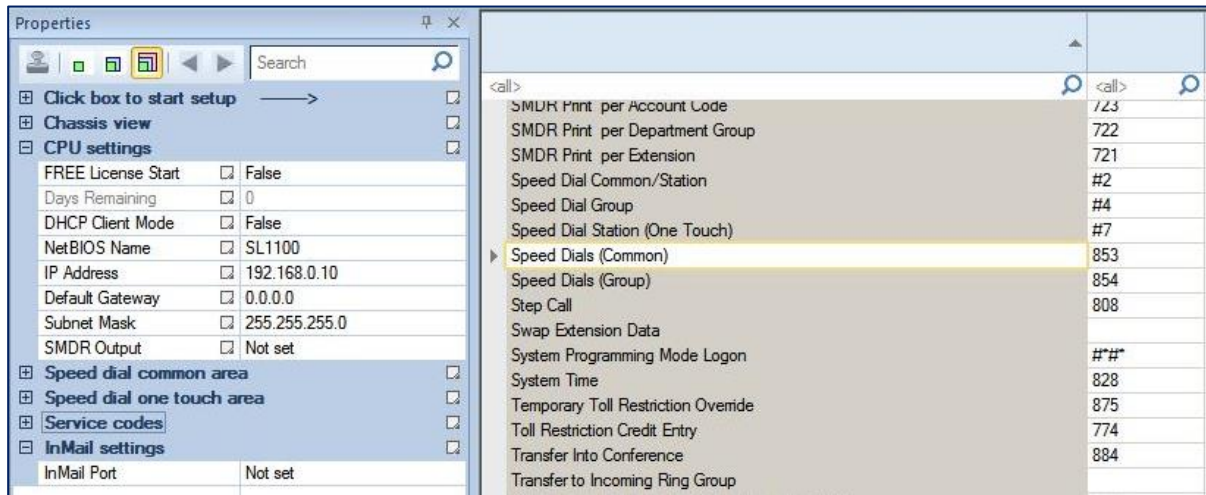 Properties
Search
Click box to start setup ----->
Chassis view
CPU settings
FREE License Start False
Days Remaining 0
DHCP Client Mode False
NetBIOS Name SL1100
IP Address 192.168.0.10
Default Gateway 0.0.0.0
Subnet Mask 255.255.255.0
SMDR Output Not set
Speed dial common area
Speed dial one touch area
Service codes
InMail settings
InMail Port Not set
<all> <all>
SMDR Print per Account Code 723
SMDR Print per Department Group 722
SMDR Print per Extension 721
Speed Dial Common/Station #2
Speed Dial Group #4
Speed Dial Station (One Touch) #7
Speed Dials (Common) 853
Speed Dials (Group) 854
Step Call 808
Swap Extension Data
System Programming Mode Logon #*#*
System Time 828
Temporary Toll Restriction Override 875
Toll Restriction Credit Entry 774
Transfer Into Conference 884
Transfer to Incoming Ring Group